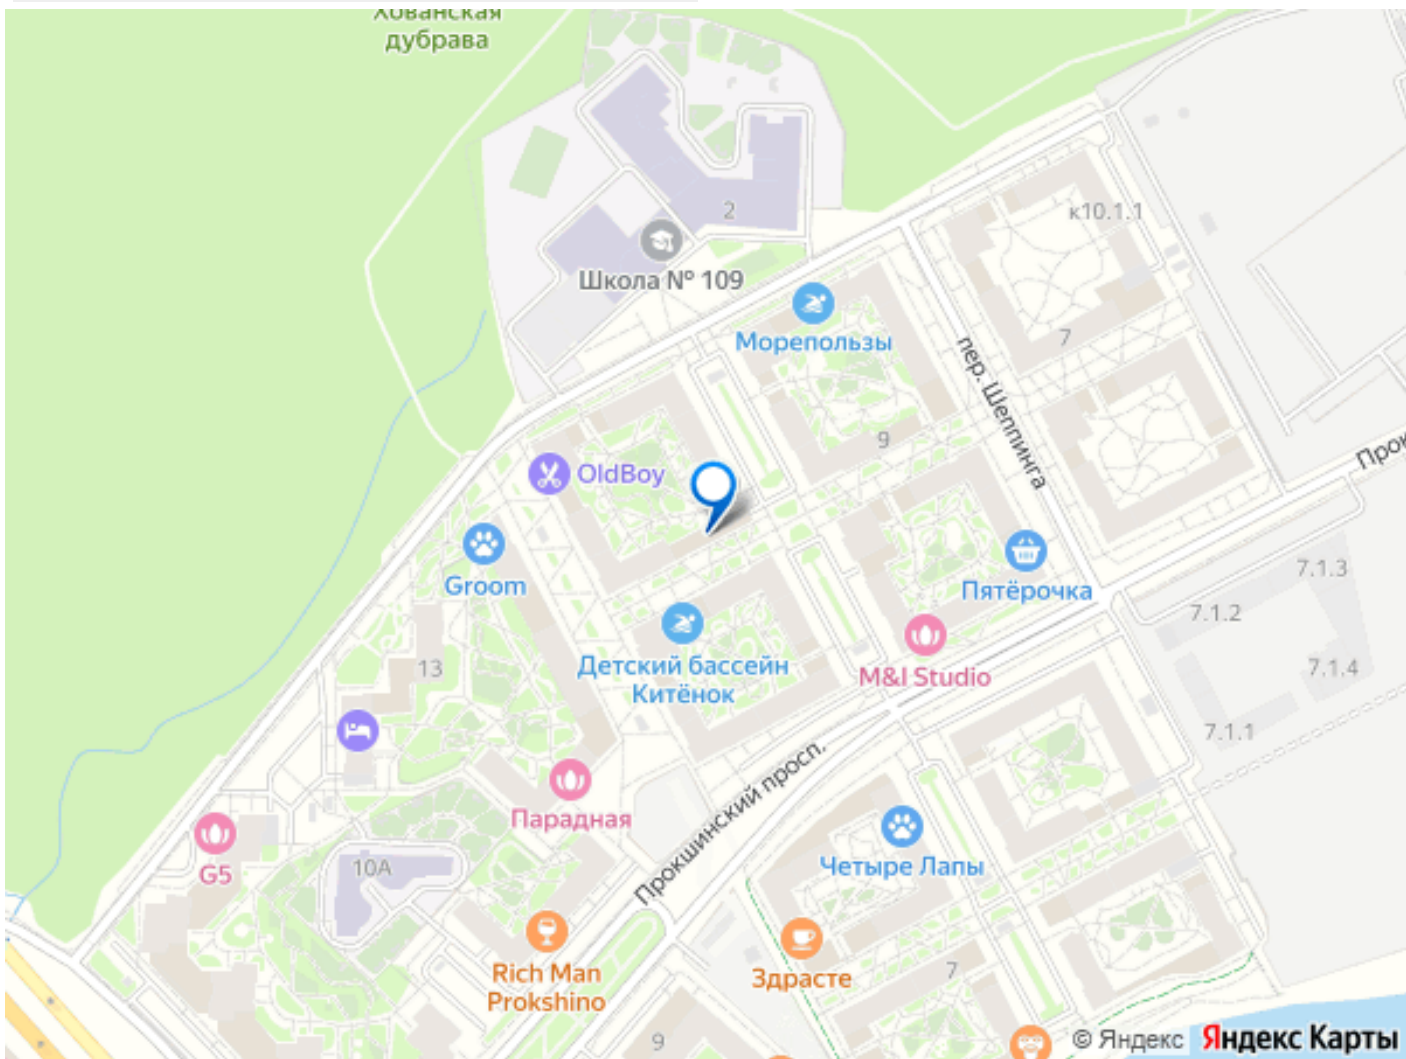 Хованская
дубрава
к10.1.1
2
Школа № 109
Морепользы
7
пер. Шеппинга
9
OldBoy
Прок
Groom
Пятёрочка
7.1.3
7.1.2
Детский бассейн
Китёнок
M&I Studio
7.1.4
13
7.1.1
Парадная
Прокшинский просп.
G5
10А
Четыре Лапы
Rich Man
Prokshino
Здрасте
7
9
© Яндекс Яндекс Карты